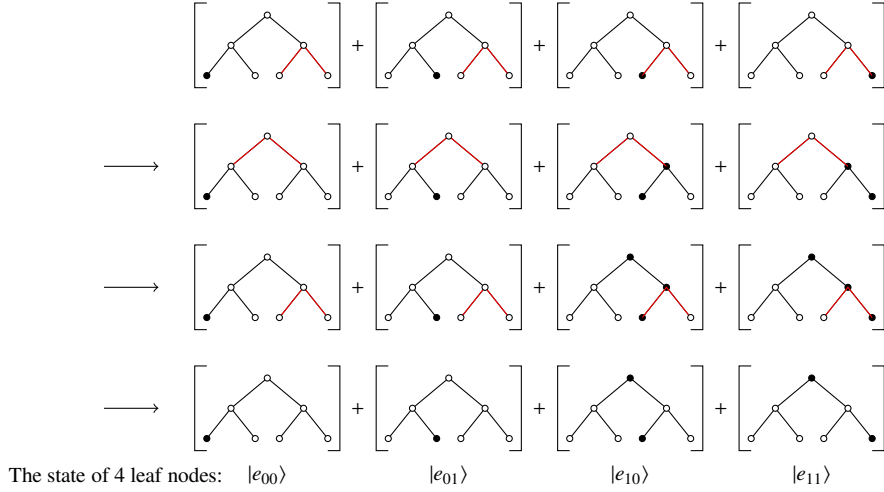 + + +
⟶ + + +
⟶ + + +
⟶ + + +
The state of 4 leaf nodes: |e₀₀⟩ |e₀₁⟩ |e₁₀⟩ |e₁₁⟩